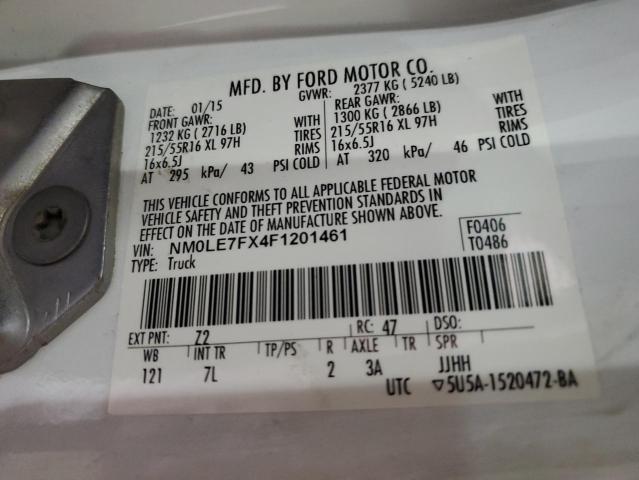 MFD. BY FORD MOTOR CO.
DATE: 01/15 GVWR: 2377 KG ( 5240 LB)
FRONT GAWR: REAR GAWR:
1232 KG ( 2716 LB) WITH 1300 KG ( 2866 LB) WITH
215/55R16 XL 97H TIRES 215/55R16 XL 97H TIRES
16x6.5J RIMS 16x6.5J RIMS
AT 295 kPa/ 43 PSI COLD AT 320 kPa/ 46 PSI COLD
THIS VEHICLE CONFORMS TO ALL APPLICABLE FEDERAL MOTOR
VEHICLE SAFETY AND THEFT PREVENTION STANDARDS IN
EFFECT ON THE DATE OF MANUFACTURE SHOWN ABOVE.
VIN: NM0LE7FX4F1201461 F0406
TYPE: Truck T0486
EXT PNT: Z2 RC: 47 DSO:
WB INT TR TP/PS R AXLE TR SPR
121 7L 2 3A JJHH
UTC ▽5U5A-1520472-BA